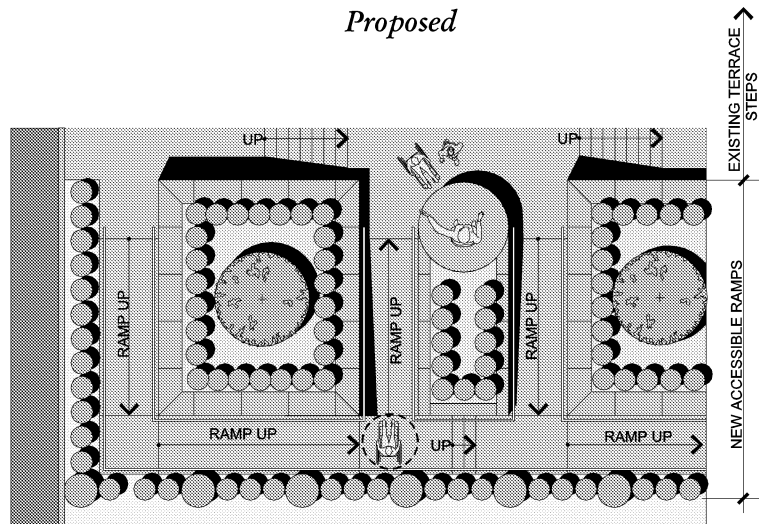 Proposed
EXISTING TERRACE
STEPS
UP
UP
RAMP UP
RAMP UP
RAMP UP
NEW ACCESSIBLE RAMPS
RAMP UP
UP
RAMP UP